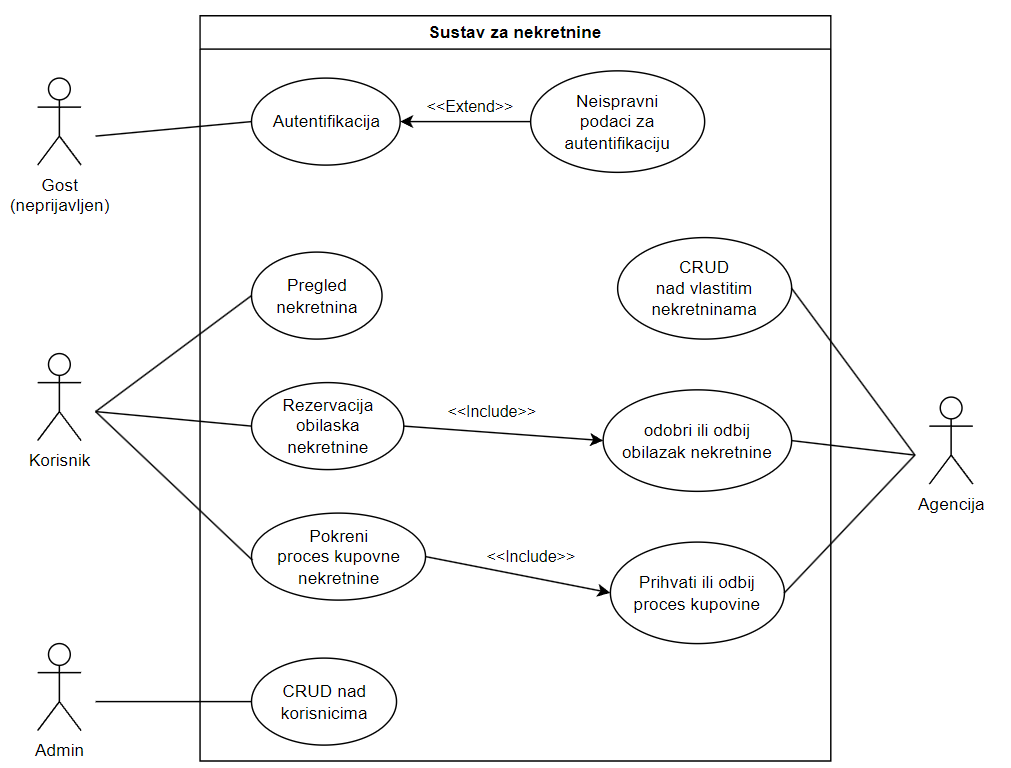 Sustav za nekretnine
Gost
(neprijavljen)
Autentifikacija
<<Extend>>
Neispravni
podaci za
autentifikaciju
Pregled
nekretnina
CRUD
nad vlastitim
nekretninama
Korisnik
Rezervacija
obilaska
nekretnine
<<Include>>
odobri ili odbij
obilazak nekretnine
Agencija
Pokreni
proces kupovne
nekretnine
<<Include>>
Prihvati ili odbij
proces kupovine
Admin
CRUD nad
korisnicima